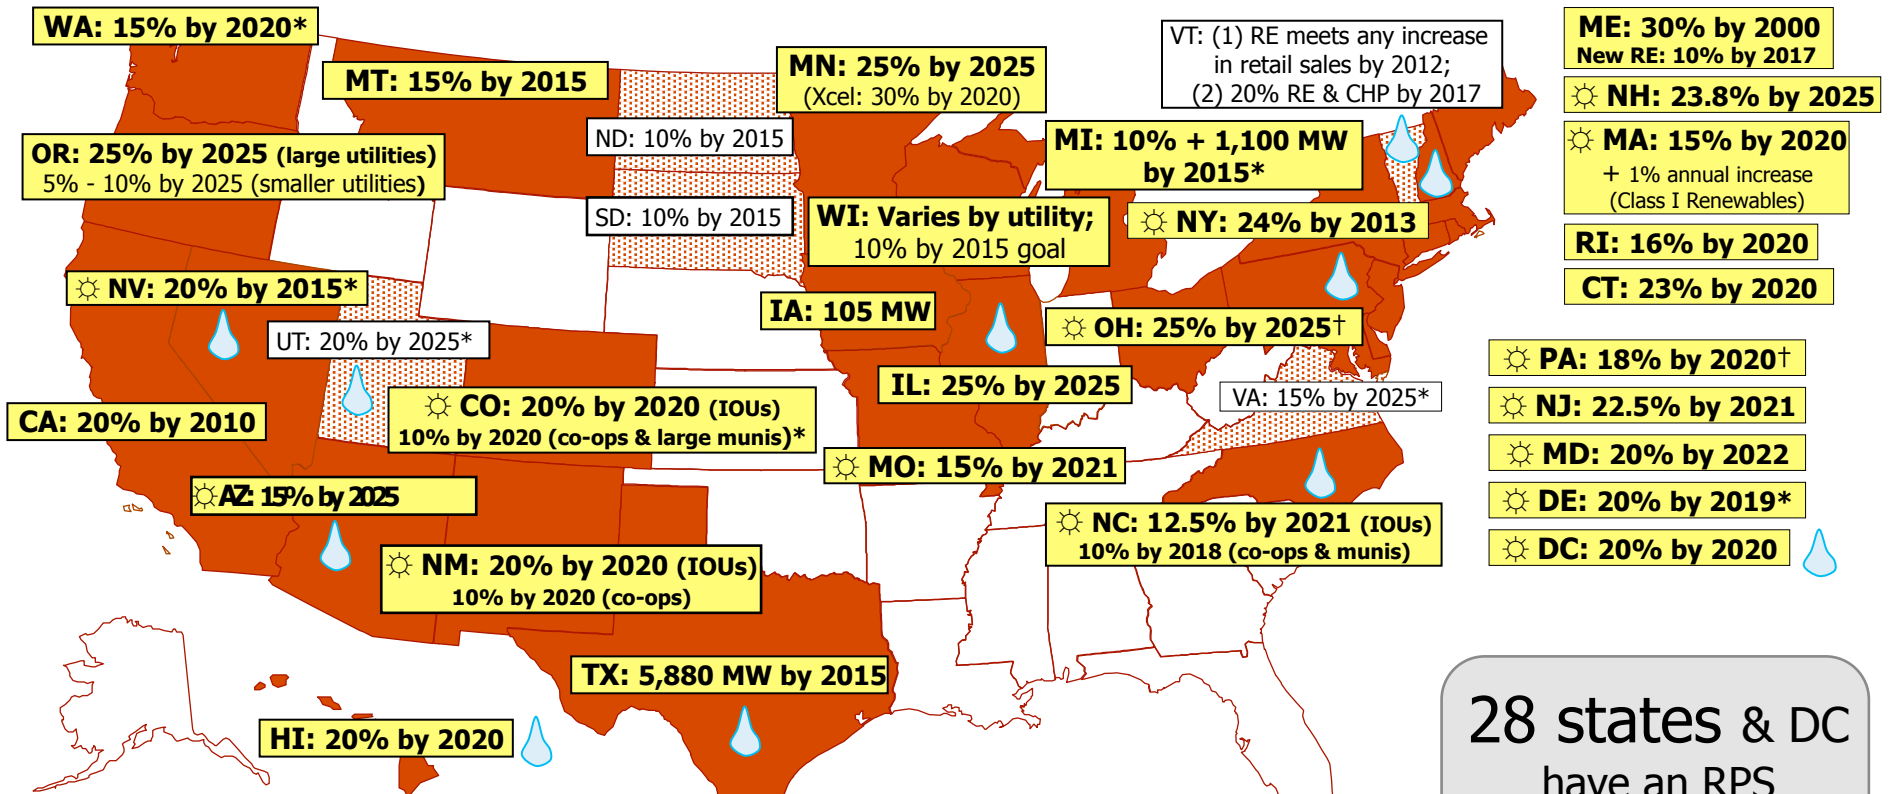 WA: 15% by 2020*
MT: 15% by 2015
MN: 25% by 2025
(Xcel: 30% by 2020)
VT: (1) RE meets any increase
in retail sales by 2012;
(2) 20% RE & CHP by 2017
ME: 30% by 2000
New RE: 10% by 2017
☼ NH: 23.8% by 2025
ND: 10% by 2015
MI: 10% + 1,100 MW
by 2015*
☼ MA: 15% by 2020
+ 1% annual increase
(Class I Renewables)
OR: 25% by 2025 (large utilities)
5% - 10% by 2025 (smaller utilities)
SD: 10% by 2015
WI: Varies by utility;
10% by 2015 goal
☼ NY: 24% by 2013
RI: 16% by 2020
CT: 23% by 2020
☼ NV: 20% by 2015*
IA: 105 MW
☼ OH: 25% by 2025†
UT: 20% by 2025*
☼ PA: 18% by 2020†
IL: 25% by 2025
VA: 15% by 2025*
☼ NJ: 22.5% by 2021
CA: 20% by 2010
☼ CO: 20% by 2020 (IOUs)
10% by 2020 (co-ops & large munis)*
☼ MO: 15% by 2021
☼ MD: 20% by 2022
☼ AZ: 15% by 2025
☼ DE: 20% by 2019*
☼ NC: 12.5% by 2021 (IOUs)
10% by 2018 (co-ops & munis)
☼ DC: 20% by 2020
☼ NM: 20% by 2020 (IOUs)
10% by 2020 (co-ops)
TX: 5,880 MW by 2015
HI: 20% by 2020
28 states & DC
have an RPS